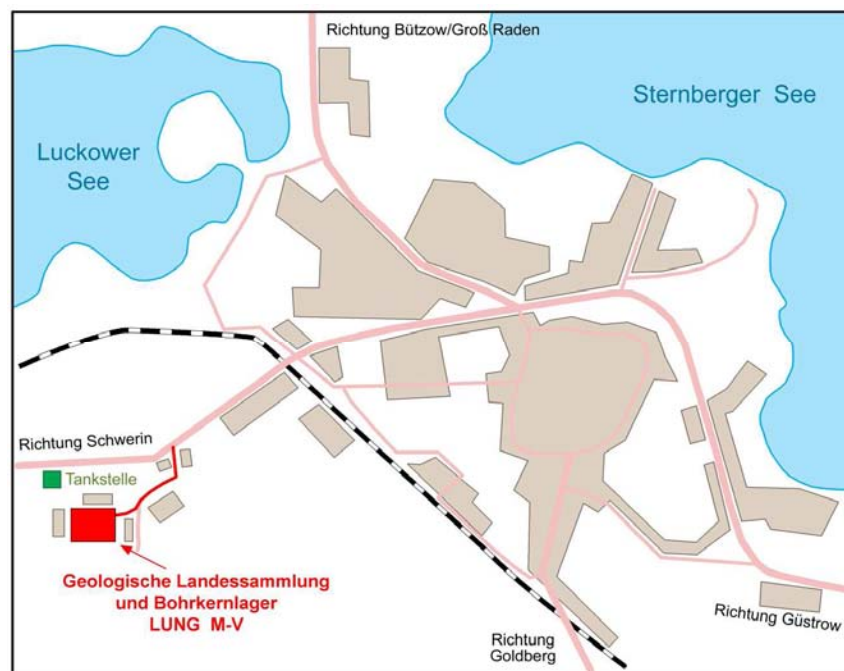 Richtung Bützow/Groß Raden
Sternberger See
Luckower
See
Richtung Schwerin
Tankstelle
Geologische Landessammlung
und Bohrkernlager
LUNG M-V
Richtung Güstrow
Richtung
Goldberg